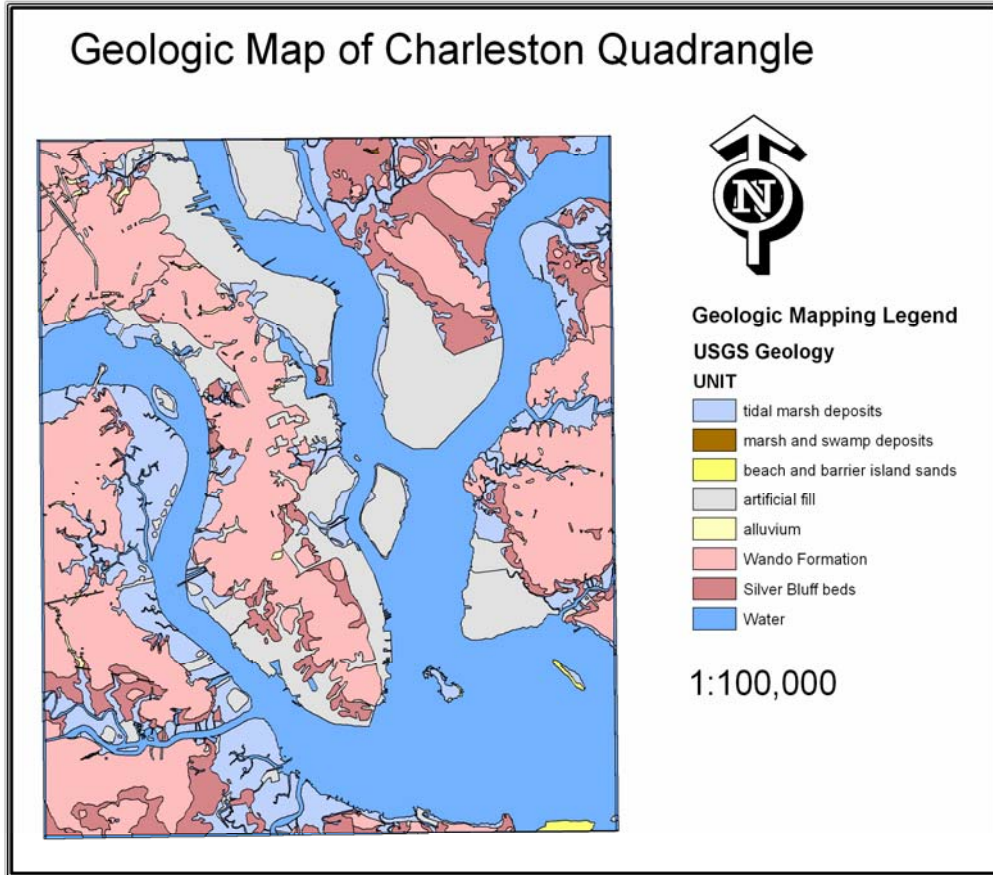 Geologic Map of Charleston Quadrangle
N
Geologic Mapping Legend
USGS Geology
UNIT
tidal marsh deposits
marsh and swamp deposits
beach and barrier island sands
artificial fill
alluvium
Wando Formation
Silver Bluff beds
Water
1:100,000